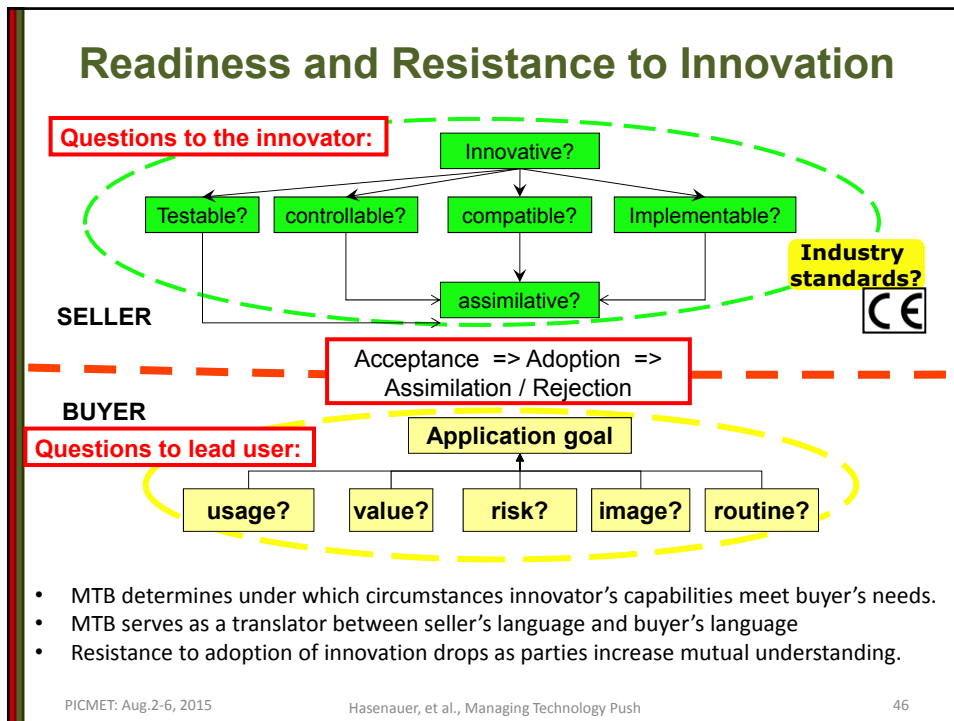 Readiness and Resistance to Innovation
Questions to the innovator:
Innovative?
Testable?
controllable?
compatible?
Implementable?
Industry
standards?
assimilative?
SELLER
CE
Acceptance => Adoption =>
Assimilation / Rejection
BUYER
Questions to lead user:
Application goal
usage?
value?
risk?
image?
routine?
• MTB determines under which circumstances innovator’s capabilities meet buyer’s needs.
• MTB serves as a translator between seller’s language and buyer’s language
• Resistance to adoption of innovation drops as parties increase mutual understanding.
PICMET: Aug.2-6, 2015
Hasenauer, et al., Managing Technology Push
46